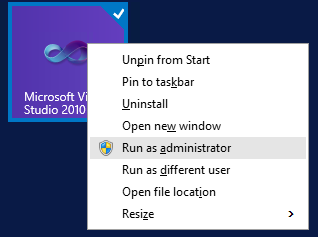 Microsoft Vi
Studio 2010
Unpin from Start
Pin to taskbar
Uninstall
Open new window
Run as administrator
Run as different user
Open file location
Resize